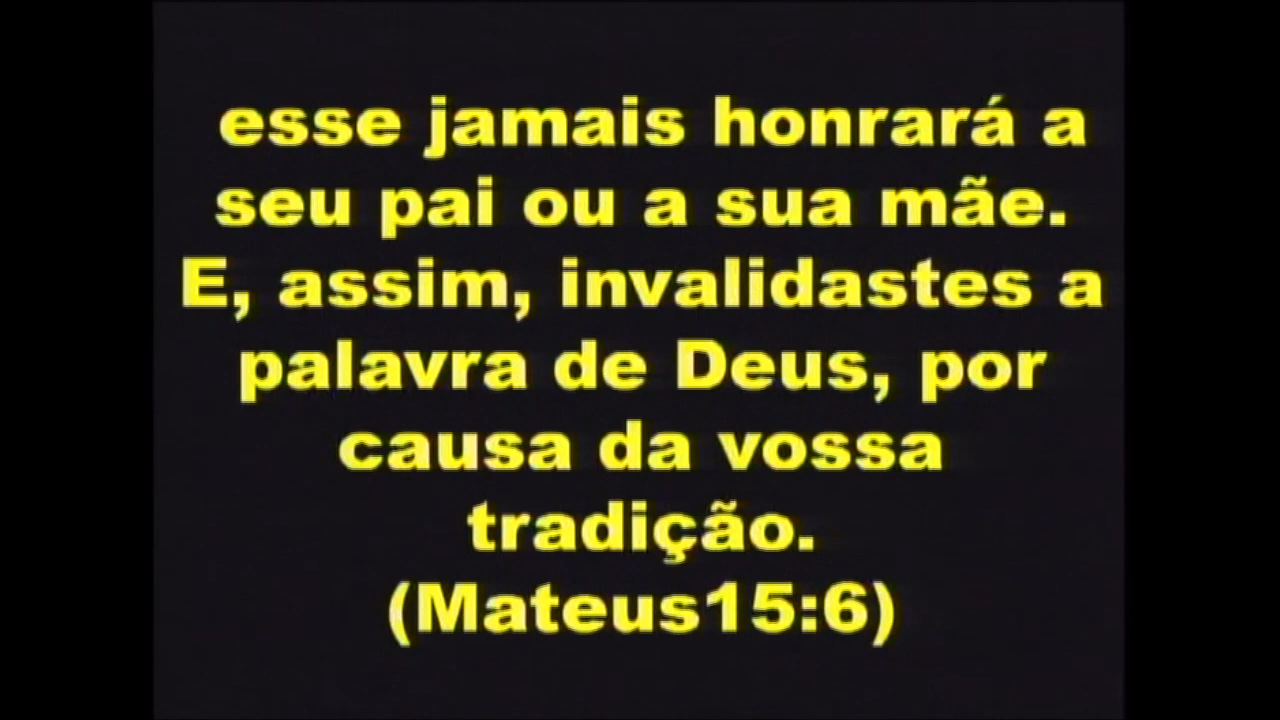 esse jamais honrará a
seu pai ou a sua mãe.
E, assim, invalidastes a
palavra de Deus, por
causa da vossa
tradição.
(Mateus15:6)